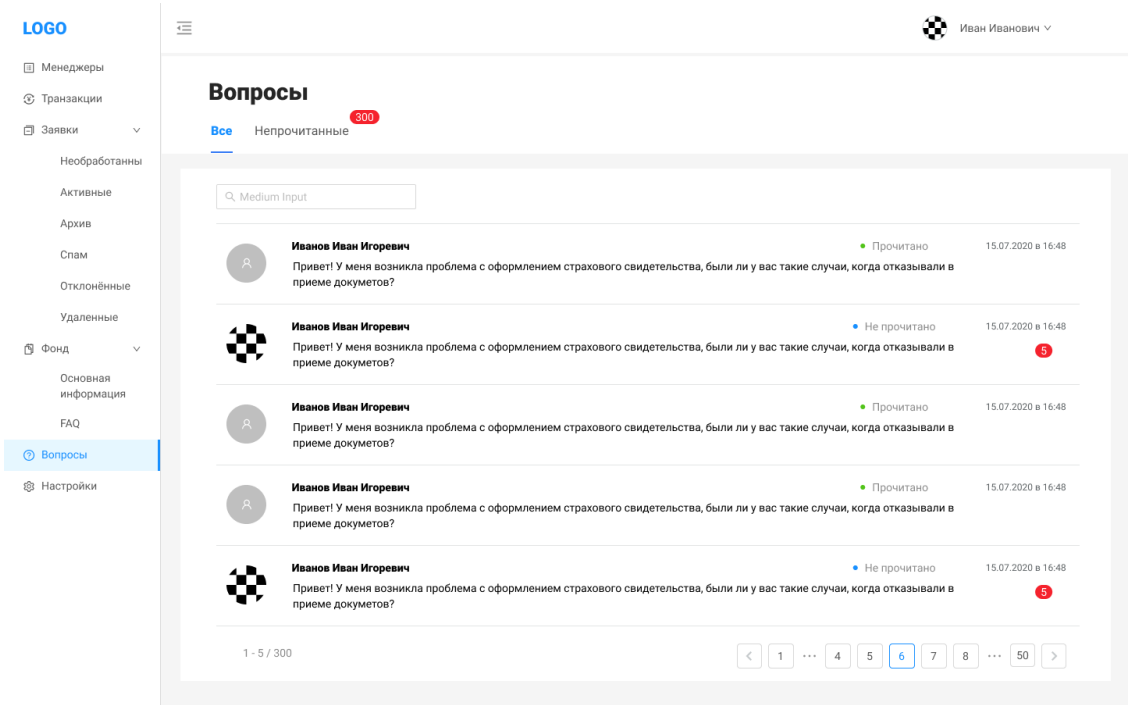 LOGO
Иван Иванович
Менеджеры
Транзакции
Заявки
Необработанны
Активные
Архив
Спам
Отклонённые
Удаленные
Фонд
Основная
информация
FAQ
Вопросы
Настройки
Вопросы
300
Все Непрочитанные
Medium Input
Иванов Иван Игоревич Прочитано 15.07.2020 в 16:48
Привет! У меня возникла проблема с оформлением страхового свидетельства, были ли у вас такие случаи, когда отказывали в
приеме докуметов?
Иванов Иван Игоревич Не прочитано 15.07.2020 в 16:48
Привет! У меня возникла проблема с оформлением страхового свидетельства, были ли у вас такие случаи, когда отказывали в
5
приеме докуметов?
Иванов Иван Игоревич Прочитано 15.07.2020 в 16:48
Привет! У меня возникла проблема с оформлением страхового свидетельства, были ли у вас такие случаи, когда отказывали в
приеме докуметов?
Иванов Иван Игоревич Прочитано 15.07.2020 в 16:48
Привет! У меня возникла проблема с оформлением страхового свидетельства, были ли у вас такие случаи, когда отказывали в
приеме докуметов?
Иванов Иван Игоревич Не прочитано 15.07.2020 в 16:48
Привет! У меня возникла проблема с оформлением страхового свидетельства, были ли у вас такие случаи, когда отказывали в
5
приеме докуметов?
1 - 5 / 300 1 ••• 4 5 6 7 8 ••• 50